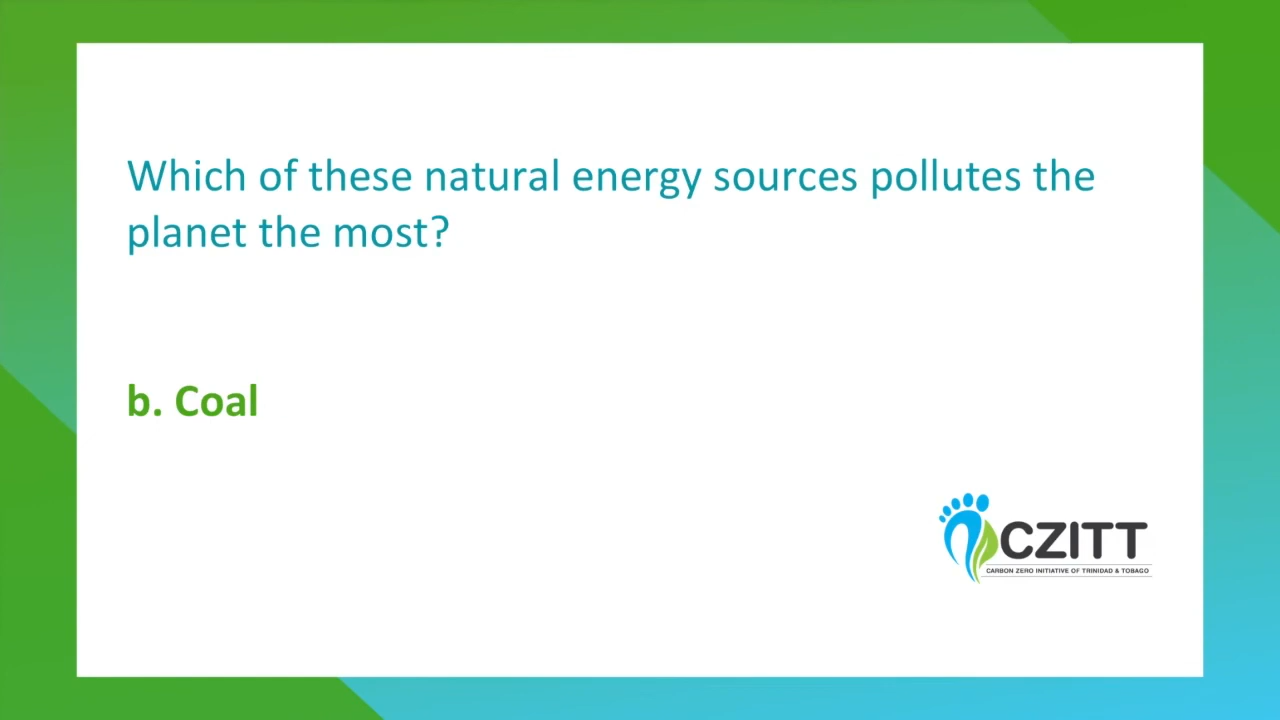 Which of these natural energy sources pollutes the
planet the most?
b. Coal
CZITT
CARBON ZERO INITIATIVE OF TRINIDAD & TOBAGO